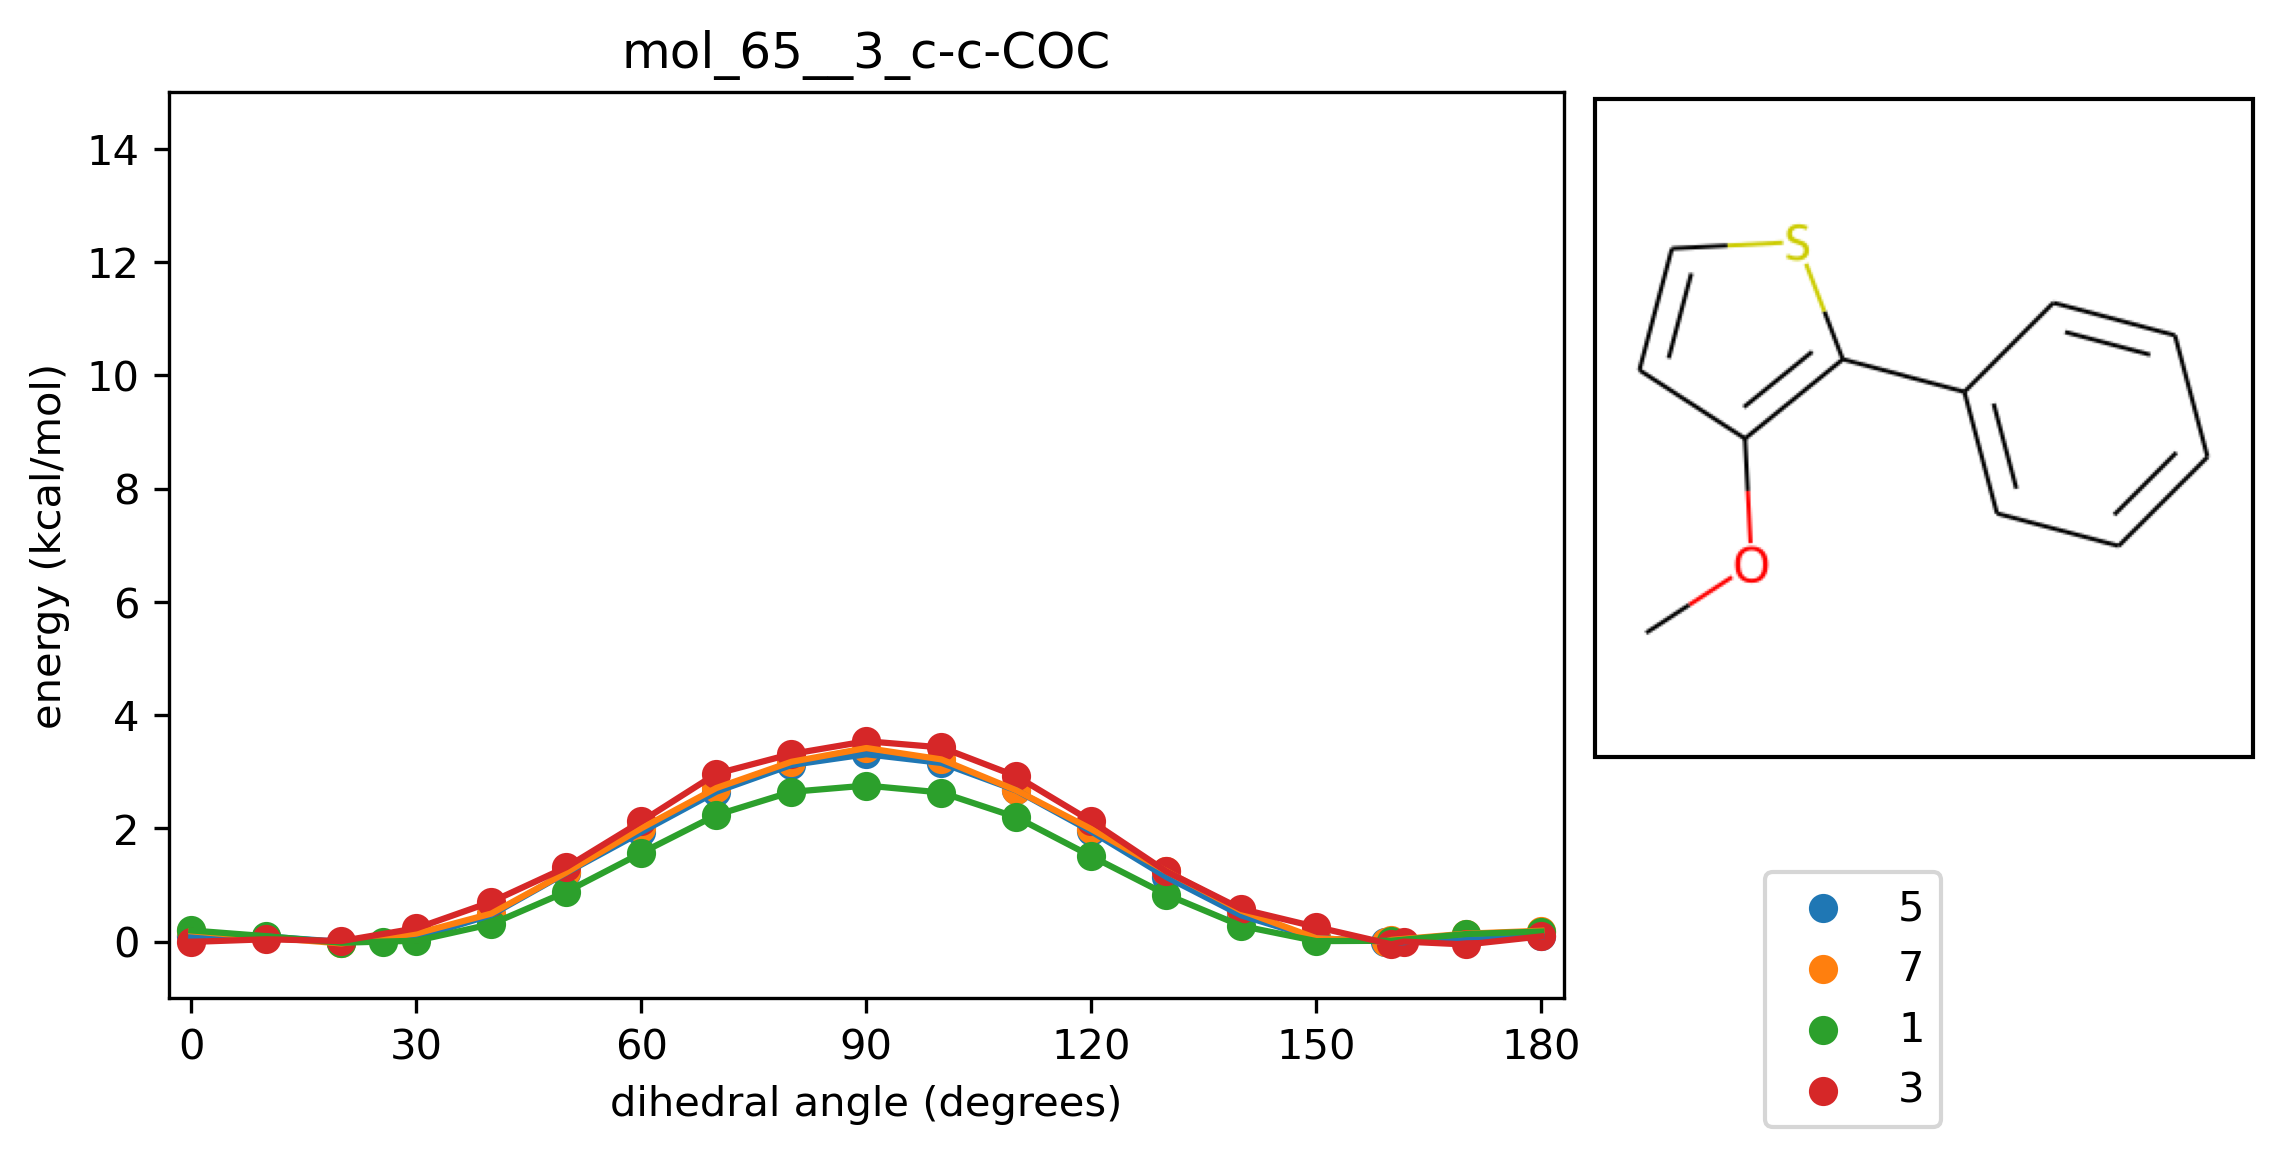 mol_65__3_c-c-COC
14
12
10
8
6
4
2
0
energy (kcal/mol)
0 30 60 90 120 150 180
dihedral angle (degrees)
S
O
5
7
1
3